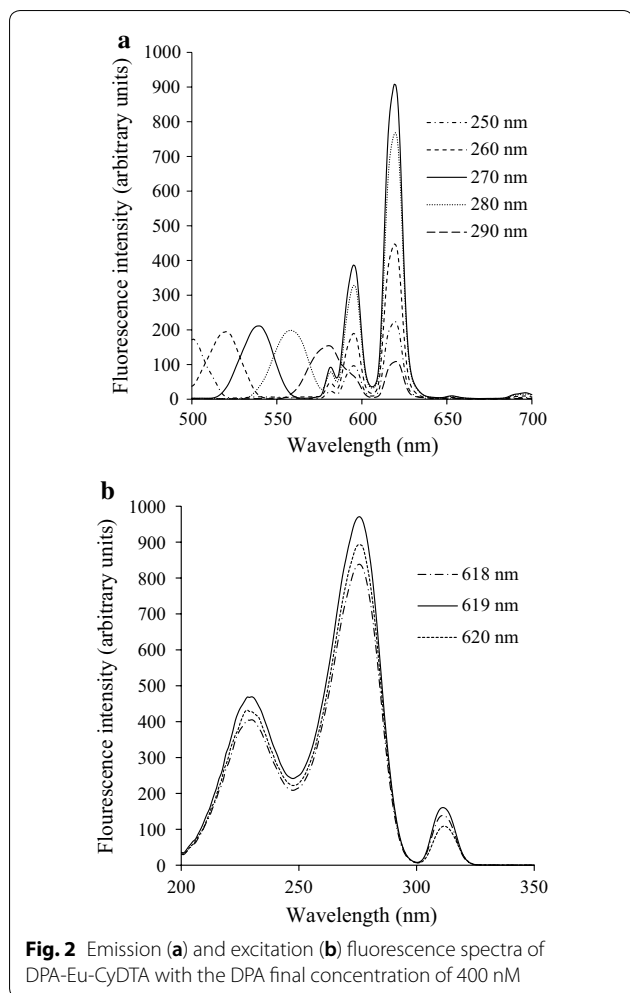 a
1000
900
800
700
600
500
400
300
200
100
0
Fluorescence intensity (arbitrary units)
250 nm
260 nm
270 nm
280 nm
290 nm
500 550 600 650 700
Wavelength (nm)
b
1000
900
800
700
600
500
400
300
200
100
0
Flourescence intensity (arbitrary units)
618 nm
619 nm
620 nm
200 250 300 350
Wavelength (nm)
Fig. 2 Emission (a) and excitation (b) fluorescence spectra of
DPA-Eu-CyDTA with the DPA final concentration of 400 nM